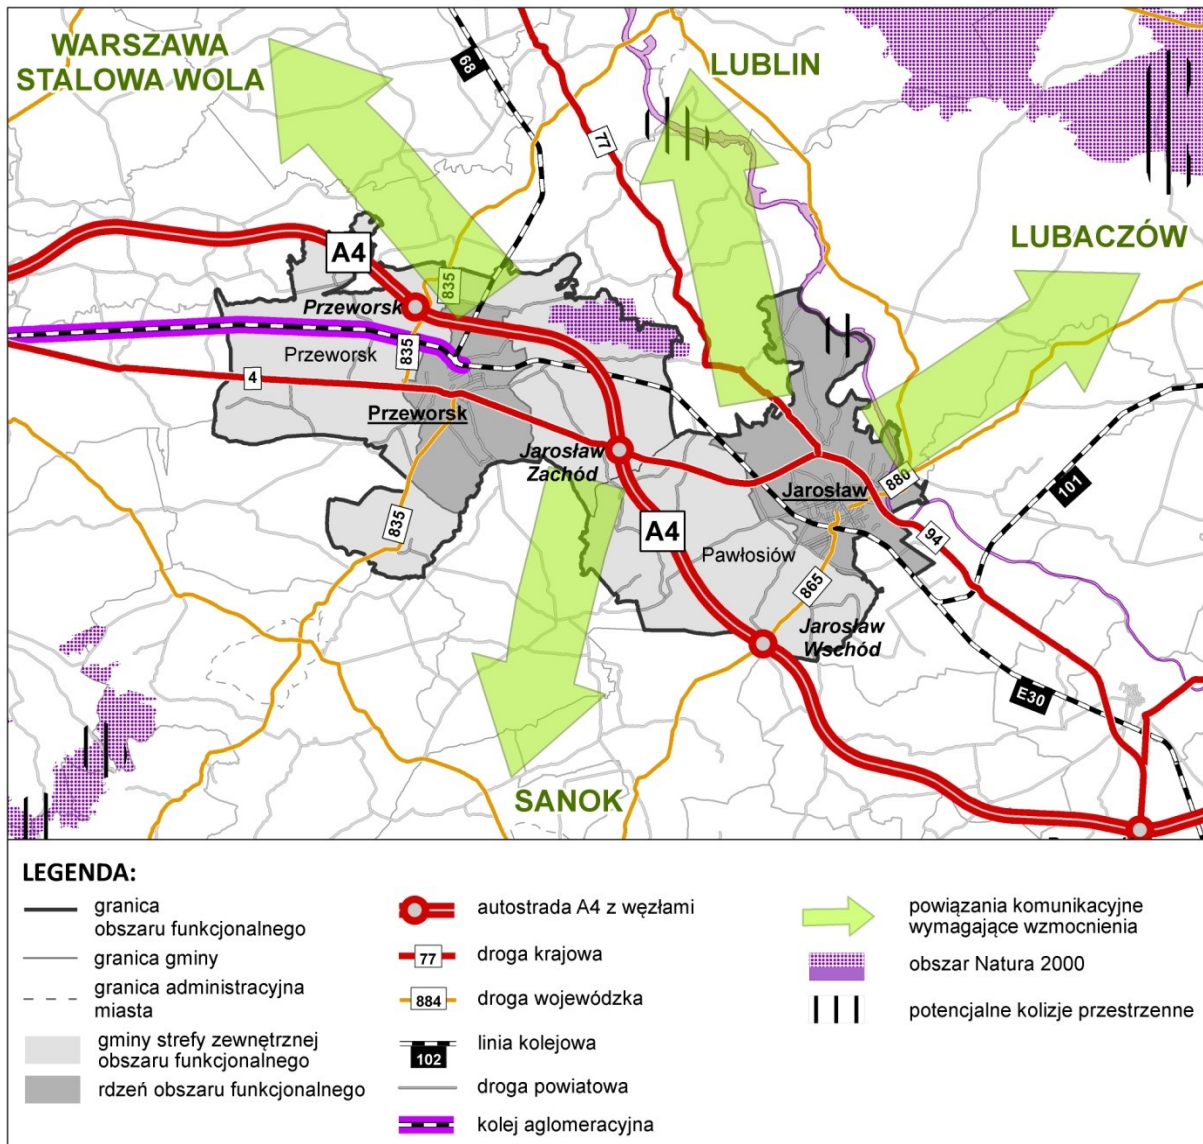 WARSZAWA
STALOWA WOLA
68
LUBLIN
77
LUBACZÓW
A4
835
Przeworsk
Przeworsk
835
4
Przeworsk
Jarosław
Zachód
Jarosław
880
101
A4
94
835
Pawłosiów
865
Jarosław
Wschód
E30
SANOK
LEGENDA:
granica
obszaru funkcjonalnego
granica gminy
granica administracyjna
miasta
gminy strefy zewnętrznej
obszaru funkcjonalnego
rdzeń obszaru funkcjonalnego
autostrada A4 z węzłami
77
droga krajowa
884
droga wojewódzka
linia kolejowa
102
droga powiatowa
kolej aglomeracyjna
powiązania komunikacyjne
wymagające wzmocnienia
obszar Natura 2000
potencjalne kolizje przestrzenne